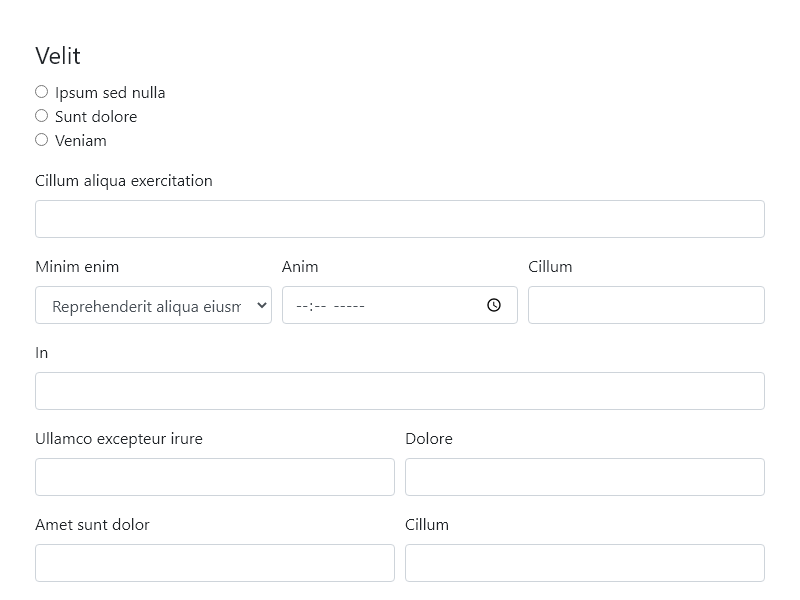 Velit
Ipsum sed nulla
Sunt dolore
Veniam
Cillum aliqua exercitation
Minim enim Anim Cillum
Reprehenderit aliqua eiusm --:-- -----
In
Ullamco excepteur irure Dolore
Amet sunt dolor Cillum